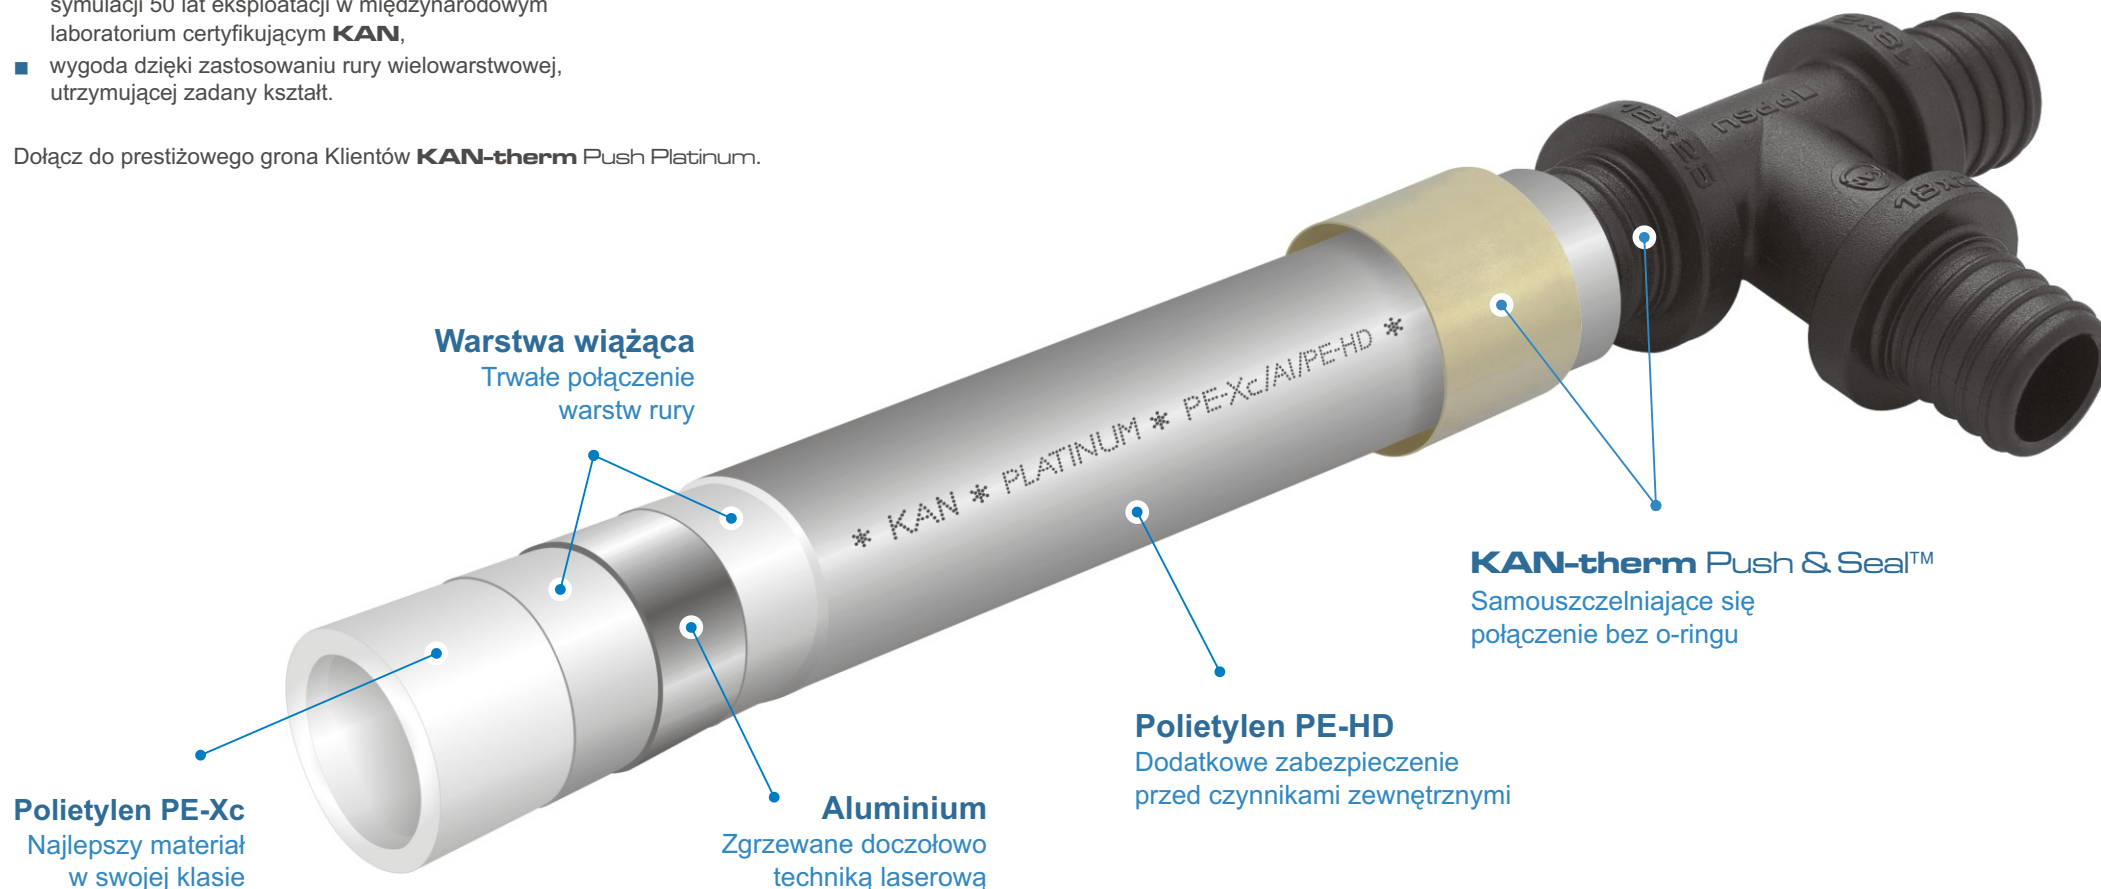 symulacji 50 lat eksploatacji w międzynarodowym
laboratorium certyfikującym KAN,
■ wygoda dzięki zastosowaniu rury wielowarstwowej,
utrzymującej zadany kształt.
Dołącz do prestiżowego grona Klientów KAN-therm Push Platinum.
Warstwa wiążąca
Trwałe połączenie
warstw rury
* KAN * PLATINUM * PE-Xc/Al/PE-HD *
18x2,5
PPSU
KAN-therm Push & Seal™
Samouszczelniające się
połączenie bez o-ringu
Polietylen PE-HD
Dodatkowe zabezpieczenie
przed czynnikami zewnętrznymi
Polietylen PE-Xc
Najlepszy materiał
w swojej klasie
Aluminium
Zgrzewane doczołowo
techniką laserową